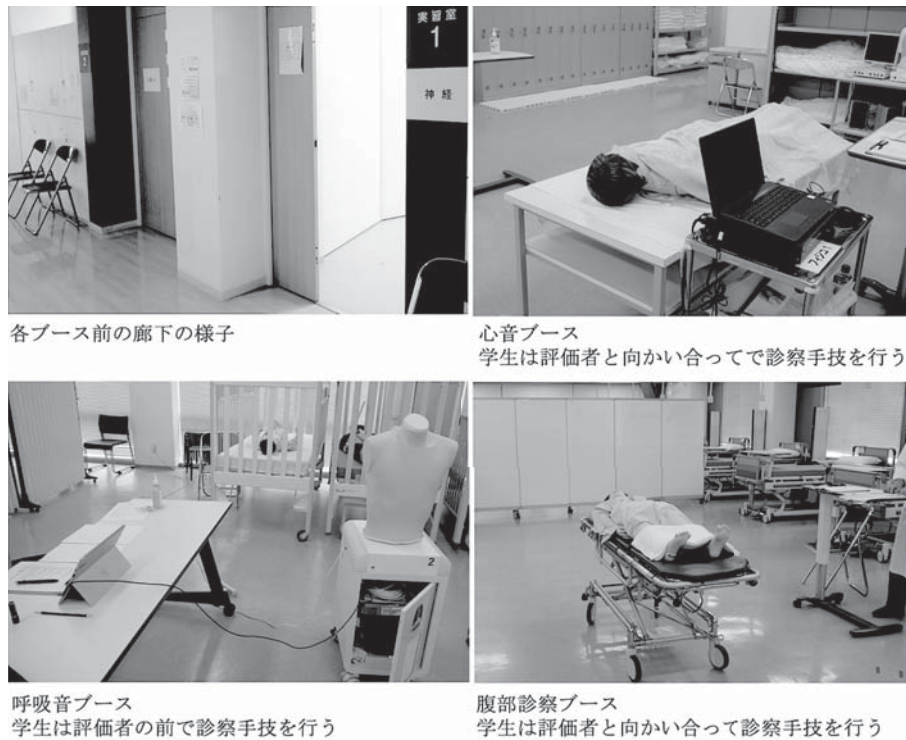 実習室
1
神経
各ブース前の廊下の様子
心音ブース
学生は評価者と向かい合ってで診察手技を行う
2
呼吸音ブース
学生は評価者の前で診察手技を行う
腹部診察ブース
学生は評価者と向かい合って診察手技を行う